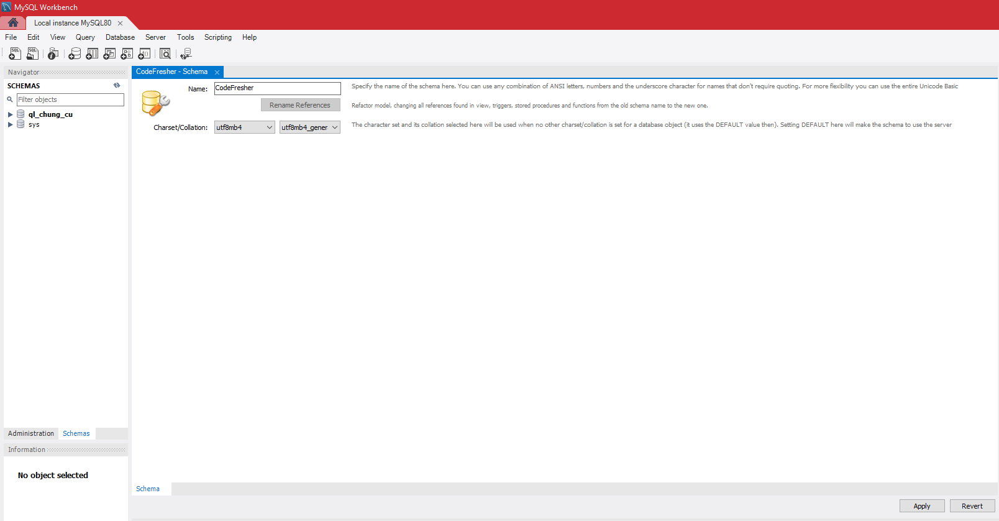 MySQL Workbench
Local instance MySQL80
File Edit View Query Database Server Tools Scripting Help
SQL SQL
Navigator
SCHEMAS
Filter objects
ql_chung_cu
sys
Administration Schemas
Information
No object selected
CodeFresher - Schema
Name: CodeFresher Specify the name of the schema here. You can use any combination of ANSI letters, numbers and the underscore character for names that don't require quoting. For more flexibility you can use the entire Unicode Basic
Rename References Refactor model, changing all references found in view, triggers, stored procedures and functions from the old schema name to the new one.
Charset/Collation: utf8mb4 utf8mb4_gener The character set and its collation selected here will be used when no other charset/collation is set for a database object (it uses the DEFAULT value then). Setting DEFAULT here will make the schema to use the server
Schema
Apply Revert